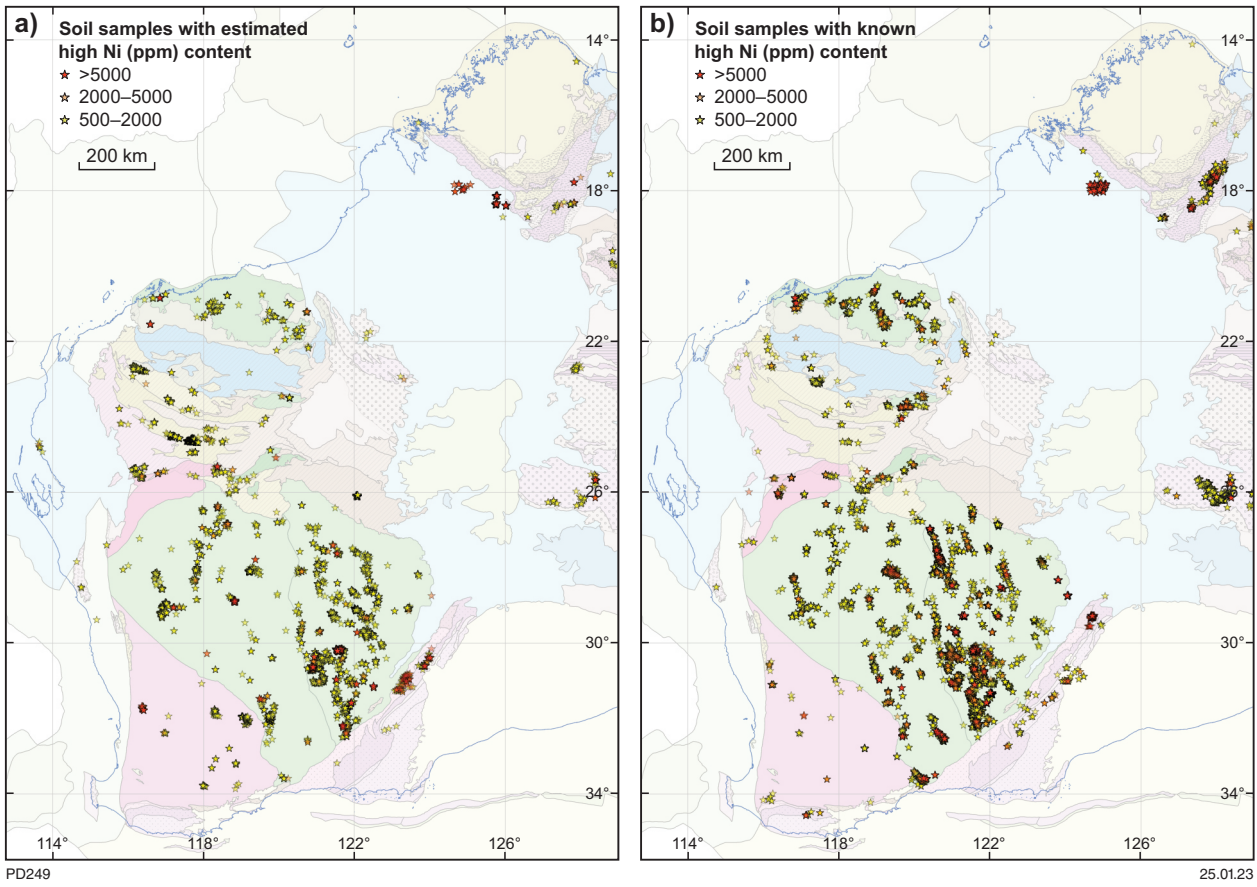 a)
Soil samples with estimated
high Ni (ppm) content
>5000
2000–5000
500–2000
200 km
18°
22°
26°
30°
34°
114°
118°
122°
126°
b)
Soil samples with known
high Ni (ppm) content
>5000
2000–5000
500–2000
200 km
14°
18°
22°
30°
34°
114°
118°
122°
126°
14°
PD249
25.01.23